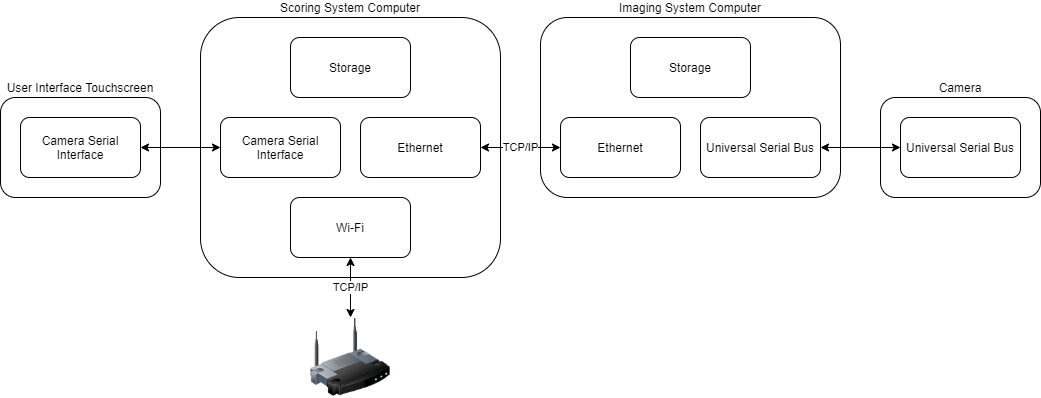 Scoring System Computer
Imaging System Computer
Storage
Storage
User Interface Touchscreen
Camera
Camera Serial
Interface
Camera Serial
Interface
Ethernet
TCP/IP
Ethernet
Universal Serial Bus
Universal Serial Bus
Wi-Fi
TCP/IP